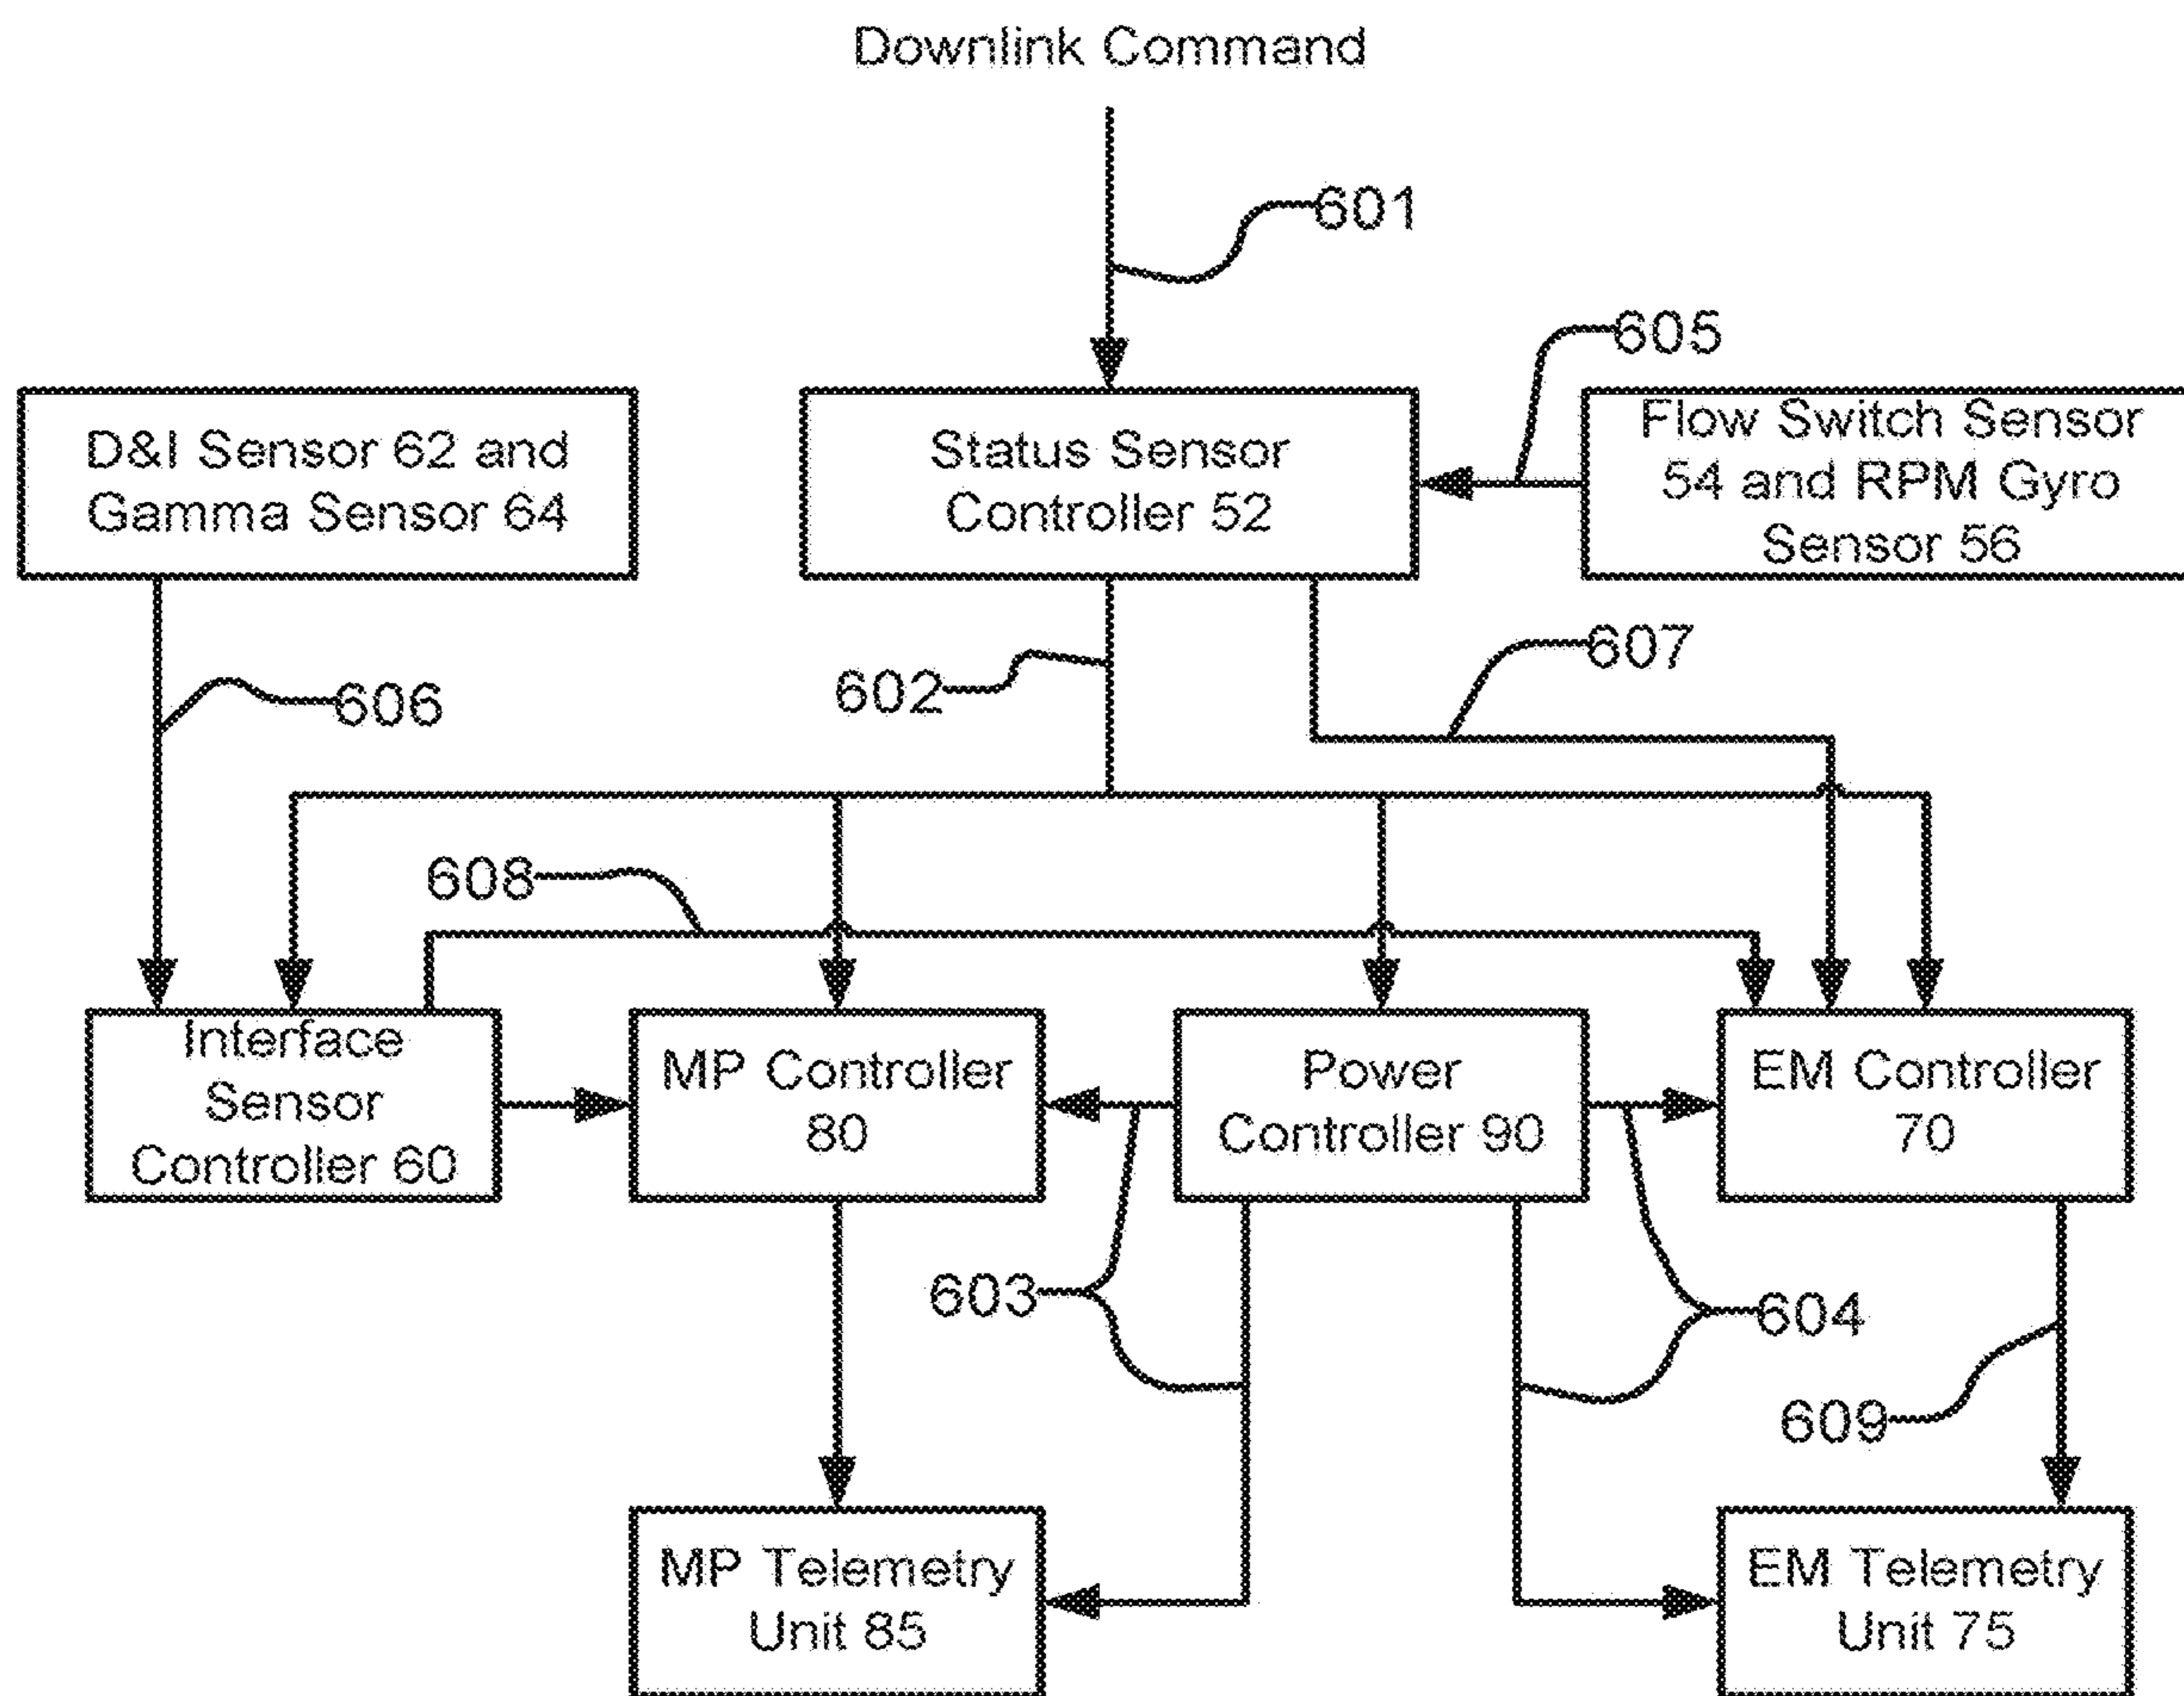 Downlink Command
601
605
D&I Sensor 62 and
Gamma Sensor 64
Status Sensor
Controller 52
Flow Switch Sensor
54 and RPM Gyro
Sensor 56
607
602
606
608
Interface
Sensor
Controller 60
MP Controller
80
Power
Controller 90
EM Controller
70
603
604
609
MP Telemetry
Unit 85
EM Telemetry
Unit 75